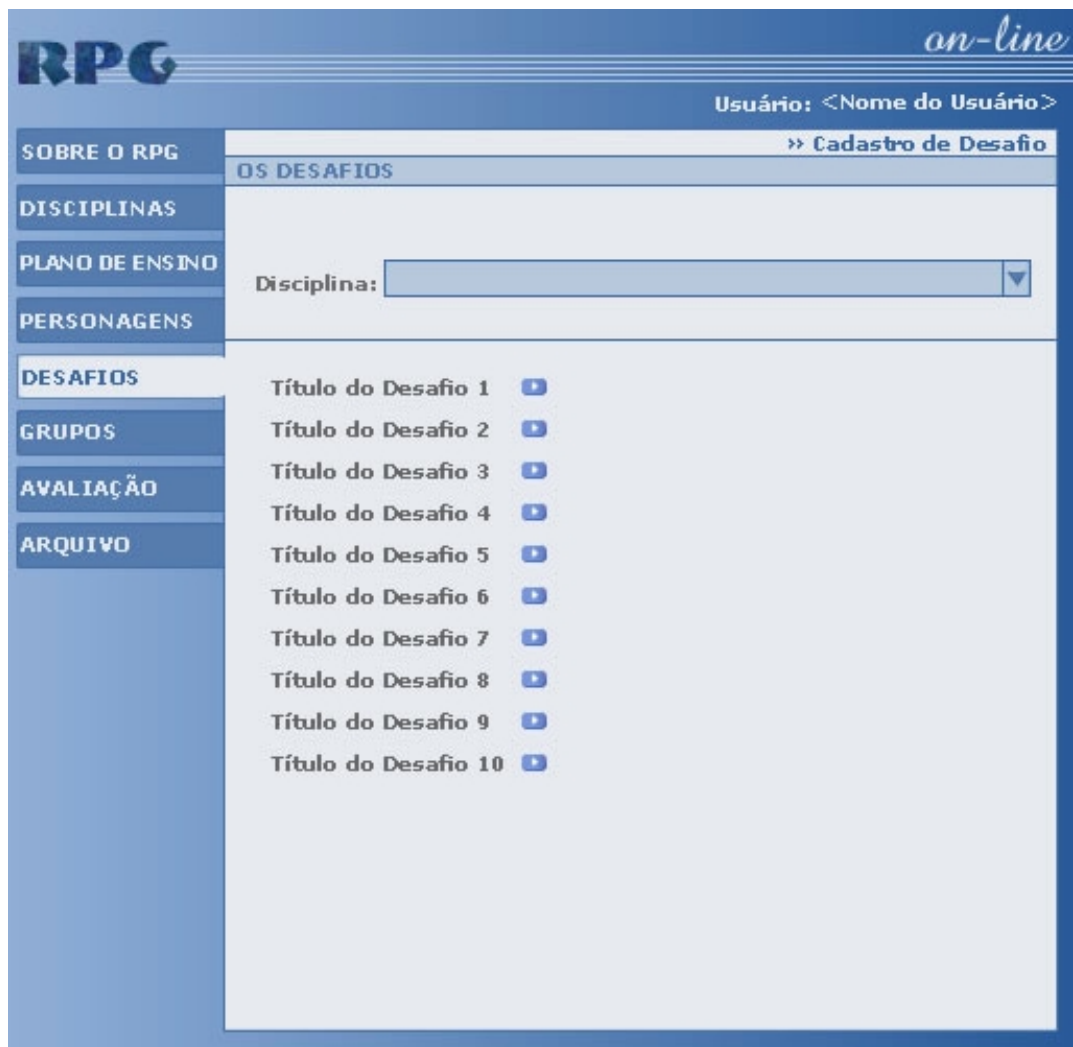 RPG
on-line
Usuário: <Nome do Usuário>
SOBRE O RPG
DISCIPLINAS
PLANO DE ENSINO
PERSONAGENS
DESAFIOS
GRUPOS
AVALIAÇÃO
ARQUIVO
» Cadastro de Desafio
OS DESAFIOS
Disciplina:
Título do Desafio 1
Título do Desafio 2
Título do Desafio 3
Título do Desafio 4
Título do Desafio 5
Título do Desafio 6
Título do Desafio 7
Título do Desafio 8
Título do Desafio 9
Título do Desafio 10